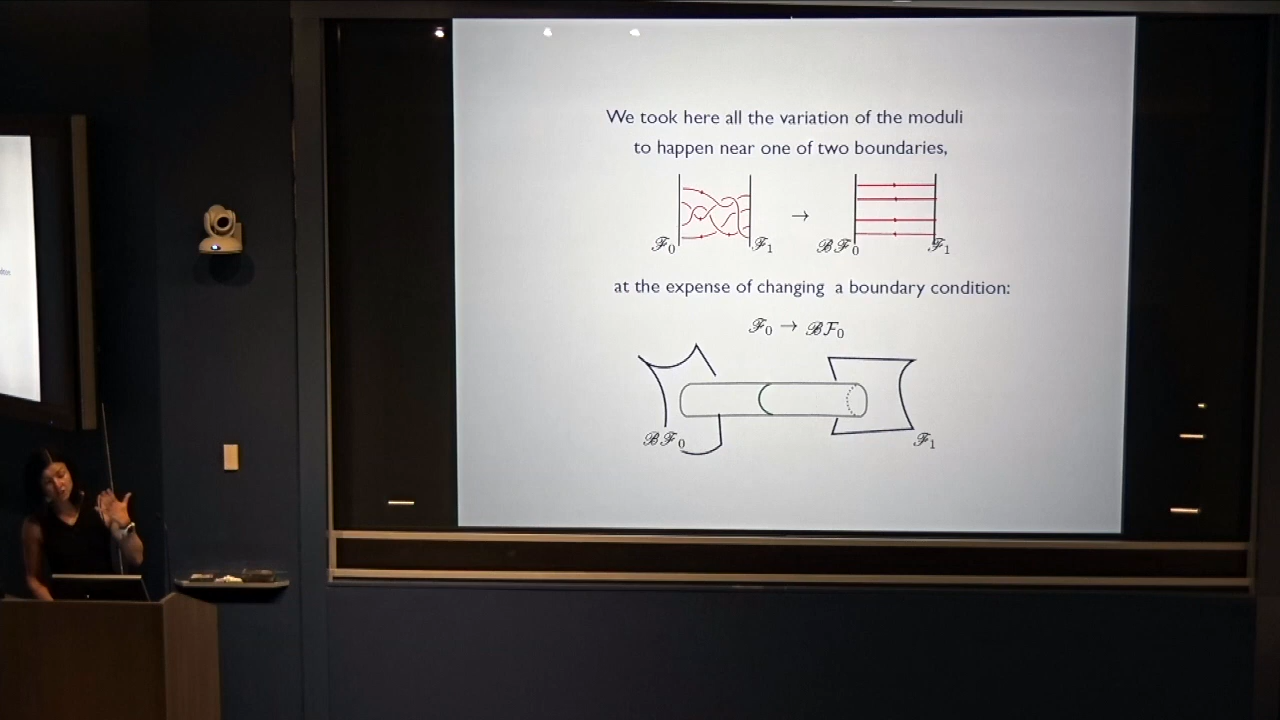 We took here all the variation of the moduli
to happen near one of two boundaries,
ℱ₀ ℱ₁ → ℬℱ₀ ℱ₁
at the expense of changing a boundary condition:
ℱ₀ → ℬℱ₀
ℬℱ₀ ℱ₁